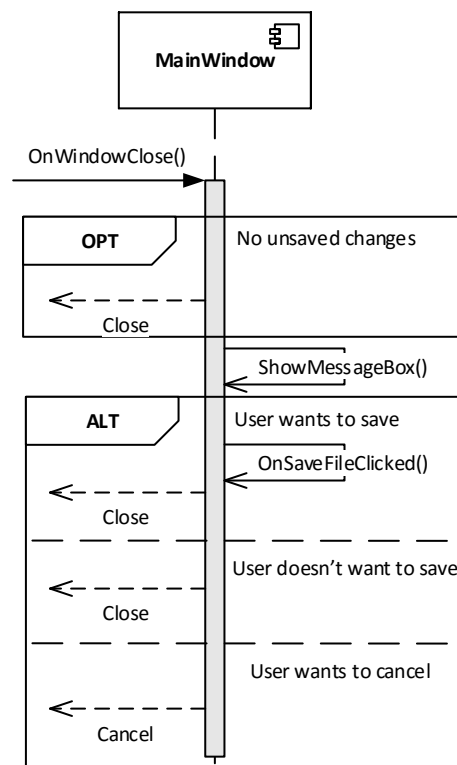 MainWindow
OnWindowClose()
OPT
No unsaved changes
Close
ShowMessageBox()
ALT
User wants to save
OnSaveFileClicked()
Close
User doesn't want to save
Close
User wants to cancel
Cancel